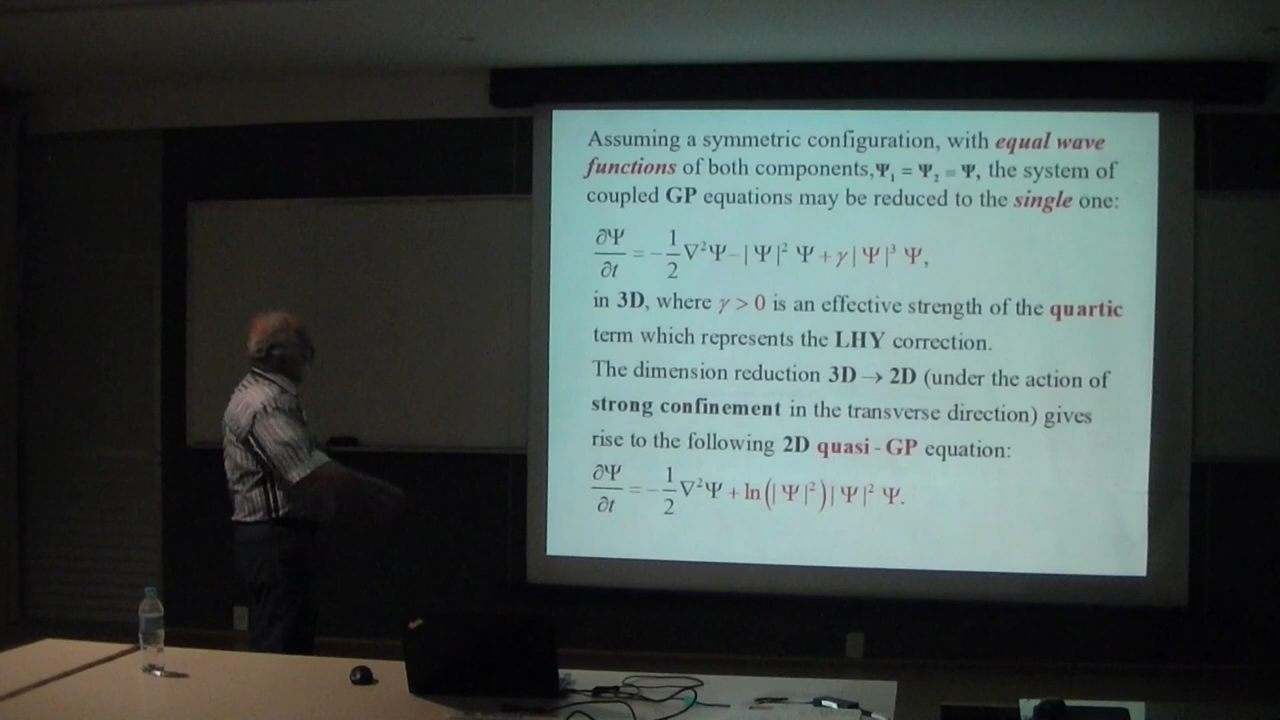 Assuming a symmetric configuration, with equal wave
functions of both components, Ψ₁ = Ψ₂ = Ψ, the system of
coupled GP equations may be reduced to the single one:
∂Ψ/∂t = −1/2 ∇²Ψ − |Ψ|² Ψ + γ|Ψ|³ Ψ,
in 3D, where γ > 0 is an effective strength of the quartic
term which represents the LHY correction.
The dimension reduction 3D → 2D (under the action of
strong confinement in the transverse direction) gives
rise to the following 2D quasi - GP equation:
∂Ψ/∂t = −1/2 ∇²Ψ + ln(|Ψ|²)|Ψ|² Ψ.